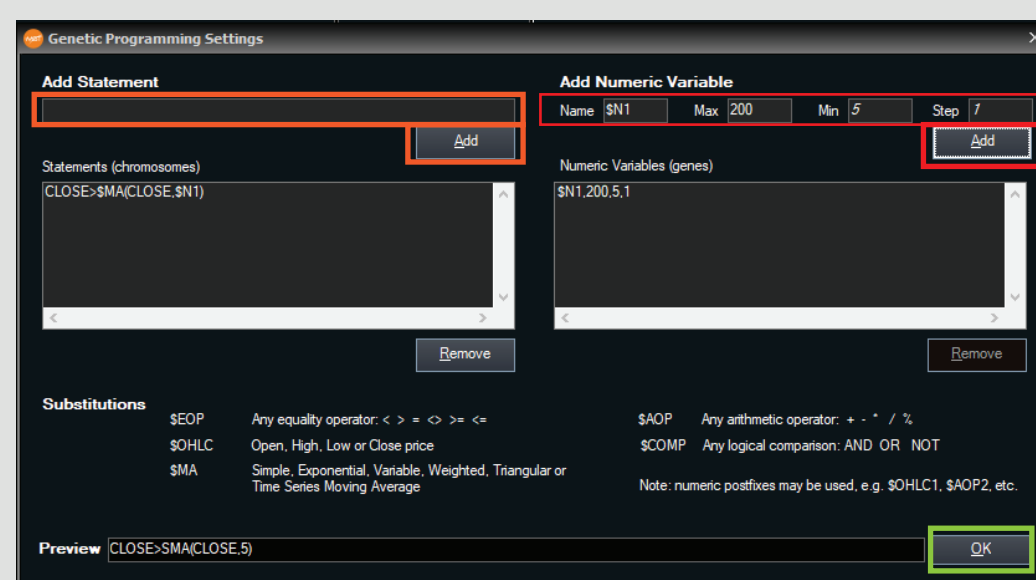 Genetic Programming Settings
Add Statement
Add
Statements (chromosomes)
CLOSE>$MA(CLOSE,$N1)
Remove
Add Numeric Variable
Name $N1 Max 200 Min 5 Step 1
Add
Numeric Variables (genes)
$N1,200,5,1
Remove
Substitutions
$EOP Any equality operator: < > = <> >= <=
$OHLC Open, High, Low or Close price
$MA Simple, Exponential, Variable, Weighted, Triangular or
Time Series Moving Average
$AOP Any arithmetic operator: + - * / %
$COMP Any logical comparison: AND OR NOT
Note: numeric postfixes may be used, e.g. $OHLC1, $AOP2, etc.
Preview CLOSE>SMA(CLOSE,5)
OK